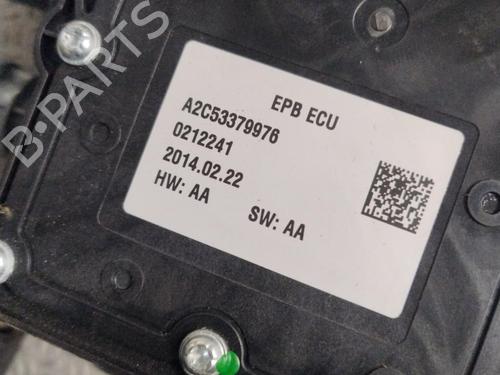 B-PARTS
EPB ECU
A2C53379976
0212241
2014.02.22
HW: AA SW: AA